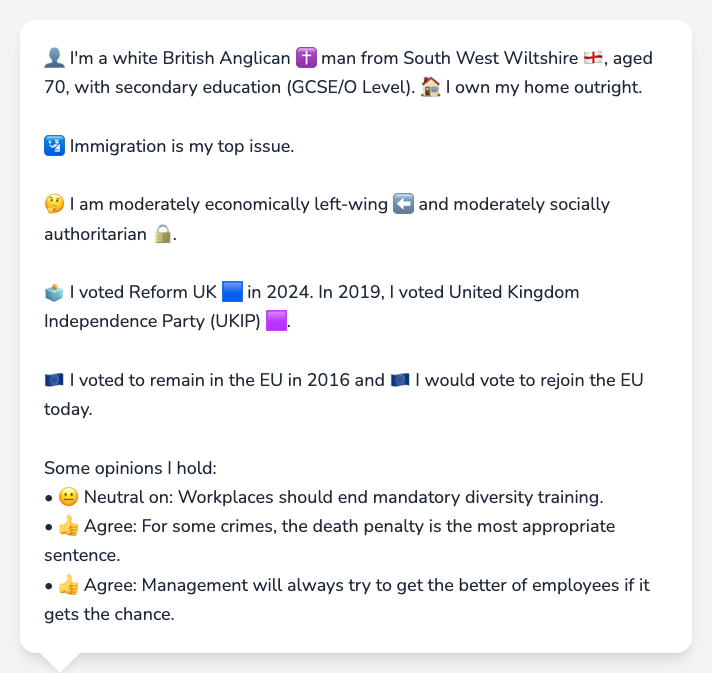 👤 I'm a white British Anglican ✝️ man from South West Wiltshire 🏴󠁧󠁢󠁥󠁮󠁧󠁿, aged
70, with secondary education (GCSE/O Level). 🏠 I own my home outright.
🛂 Immigration is my top issue.
🤔 I am moderately economically left-wing ⬅️ and moderately socially
authoritarian 🔒.
🗳️ I voted Reform UK 🟦 in 2024. In 2019, I voted United Kingdom
Independence Party (UKIP) 🟪.
🇪🇺 I voted to remain in the EU in 2016 and 🇪🇺 I would vote to rejoin the EU
today.
Some opinions I hold:
• 😐 Neutral on: Workplaces should end mandatory diversity training.
• 👍 Agree: For some crimes, the death penalty is the most appropriate
sentence.
• 👍 Agree: Management will always try to get the better of employees if it
gets the chance.